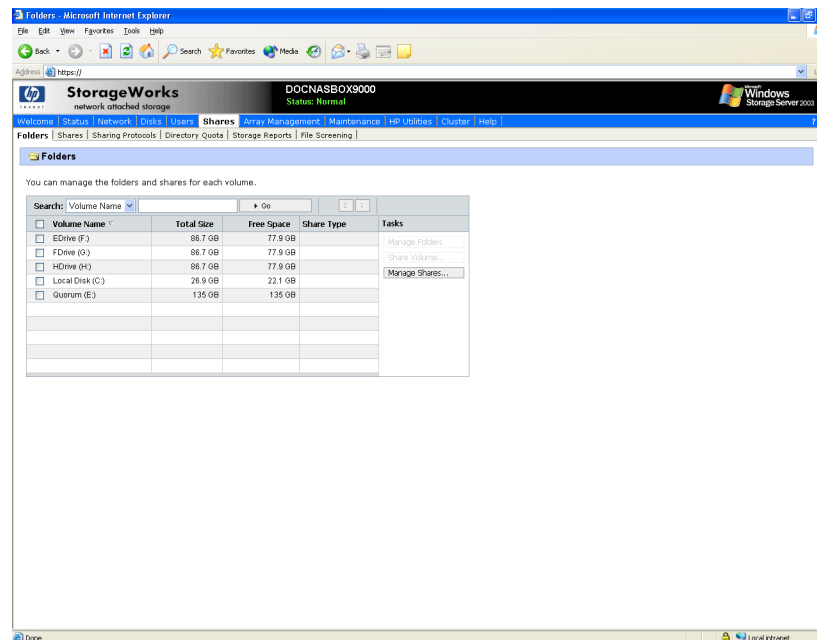 Folders - Microsoft Internet Explorer
File Edit View Favorites Tools Help
Back Search Favorites Media
Address https://
hp
invent
StorageWorks
network attached storage
DOCNASBOX9000
Status: Normal
Microsoft
Windows
Storage Server 2003
Welcome | Status | Network | Disks | Users | Shares | Array Management | Maintenance | HP Utilities | Cluster | Help | ?
Folders | Shares | Sharing Protocols | Directory Quota | Storage Reports | File Screening |
Folders
You can manage the folders and shares for each volume.
Search: Volume Name Go
Volume Name Total Size Free Space Share Type Tasks
EDrive (F:) 86.7 GB 77.9 GB
FDrive (G:) 86.7 GB 77.9 GB
HDrive (H:) 86.7 GB 77.9 GB
Local Disk (C:) 26.9 GB 22.1 GB
Quorum (E:) 135 GB 135 GB
Manage Folders
Share Volume...
Manage Shares...
Done
Local intranet